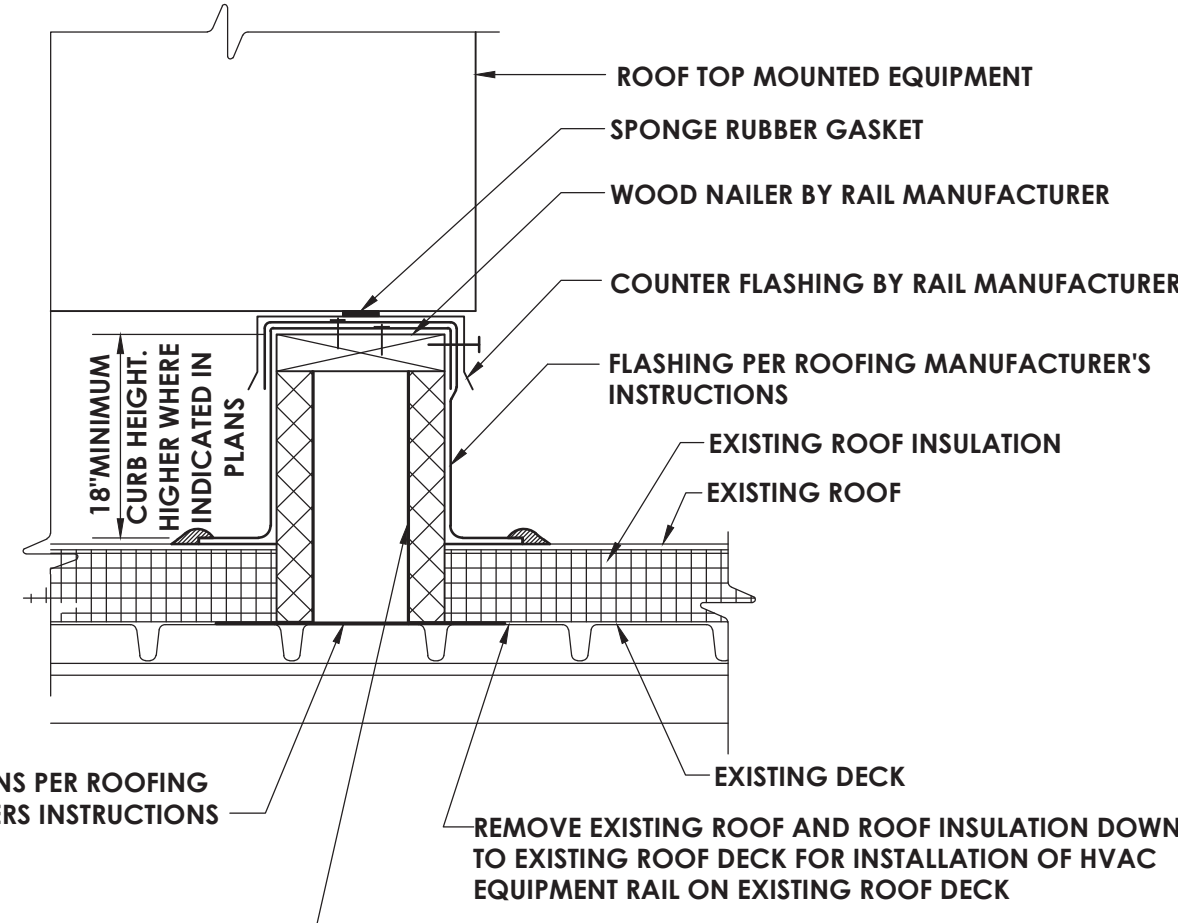 ROOF TOP MOUNTED EQUIPMENT
SPONGE RUBBER GASKET
WOOD NAILER BY RAIL MANUFACTURER
COUNTER FLASHING BY RAIL MANUFACTURER
FLASHING PER ROOFING MANUFACTURER'S
INSTRUCTIONS
18"MINIMUM
CURB HEIGHT.
HIGHER WHERE
INDICATED IN
PLANS
EXISTING ROOF INSULATION
EXISTING ROOF
EXISTING DECK
NS PER ROOFING
ERS INSTRUCTIONS
REMOVE EXISTING ROOF AND ROOF INSULATION DOWN
TO EXISTING ROOF DECK FOR INSTALLATION OF HVAC
EQUIPMENT RAIL ON EXISTING ROOF DECK